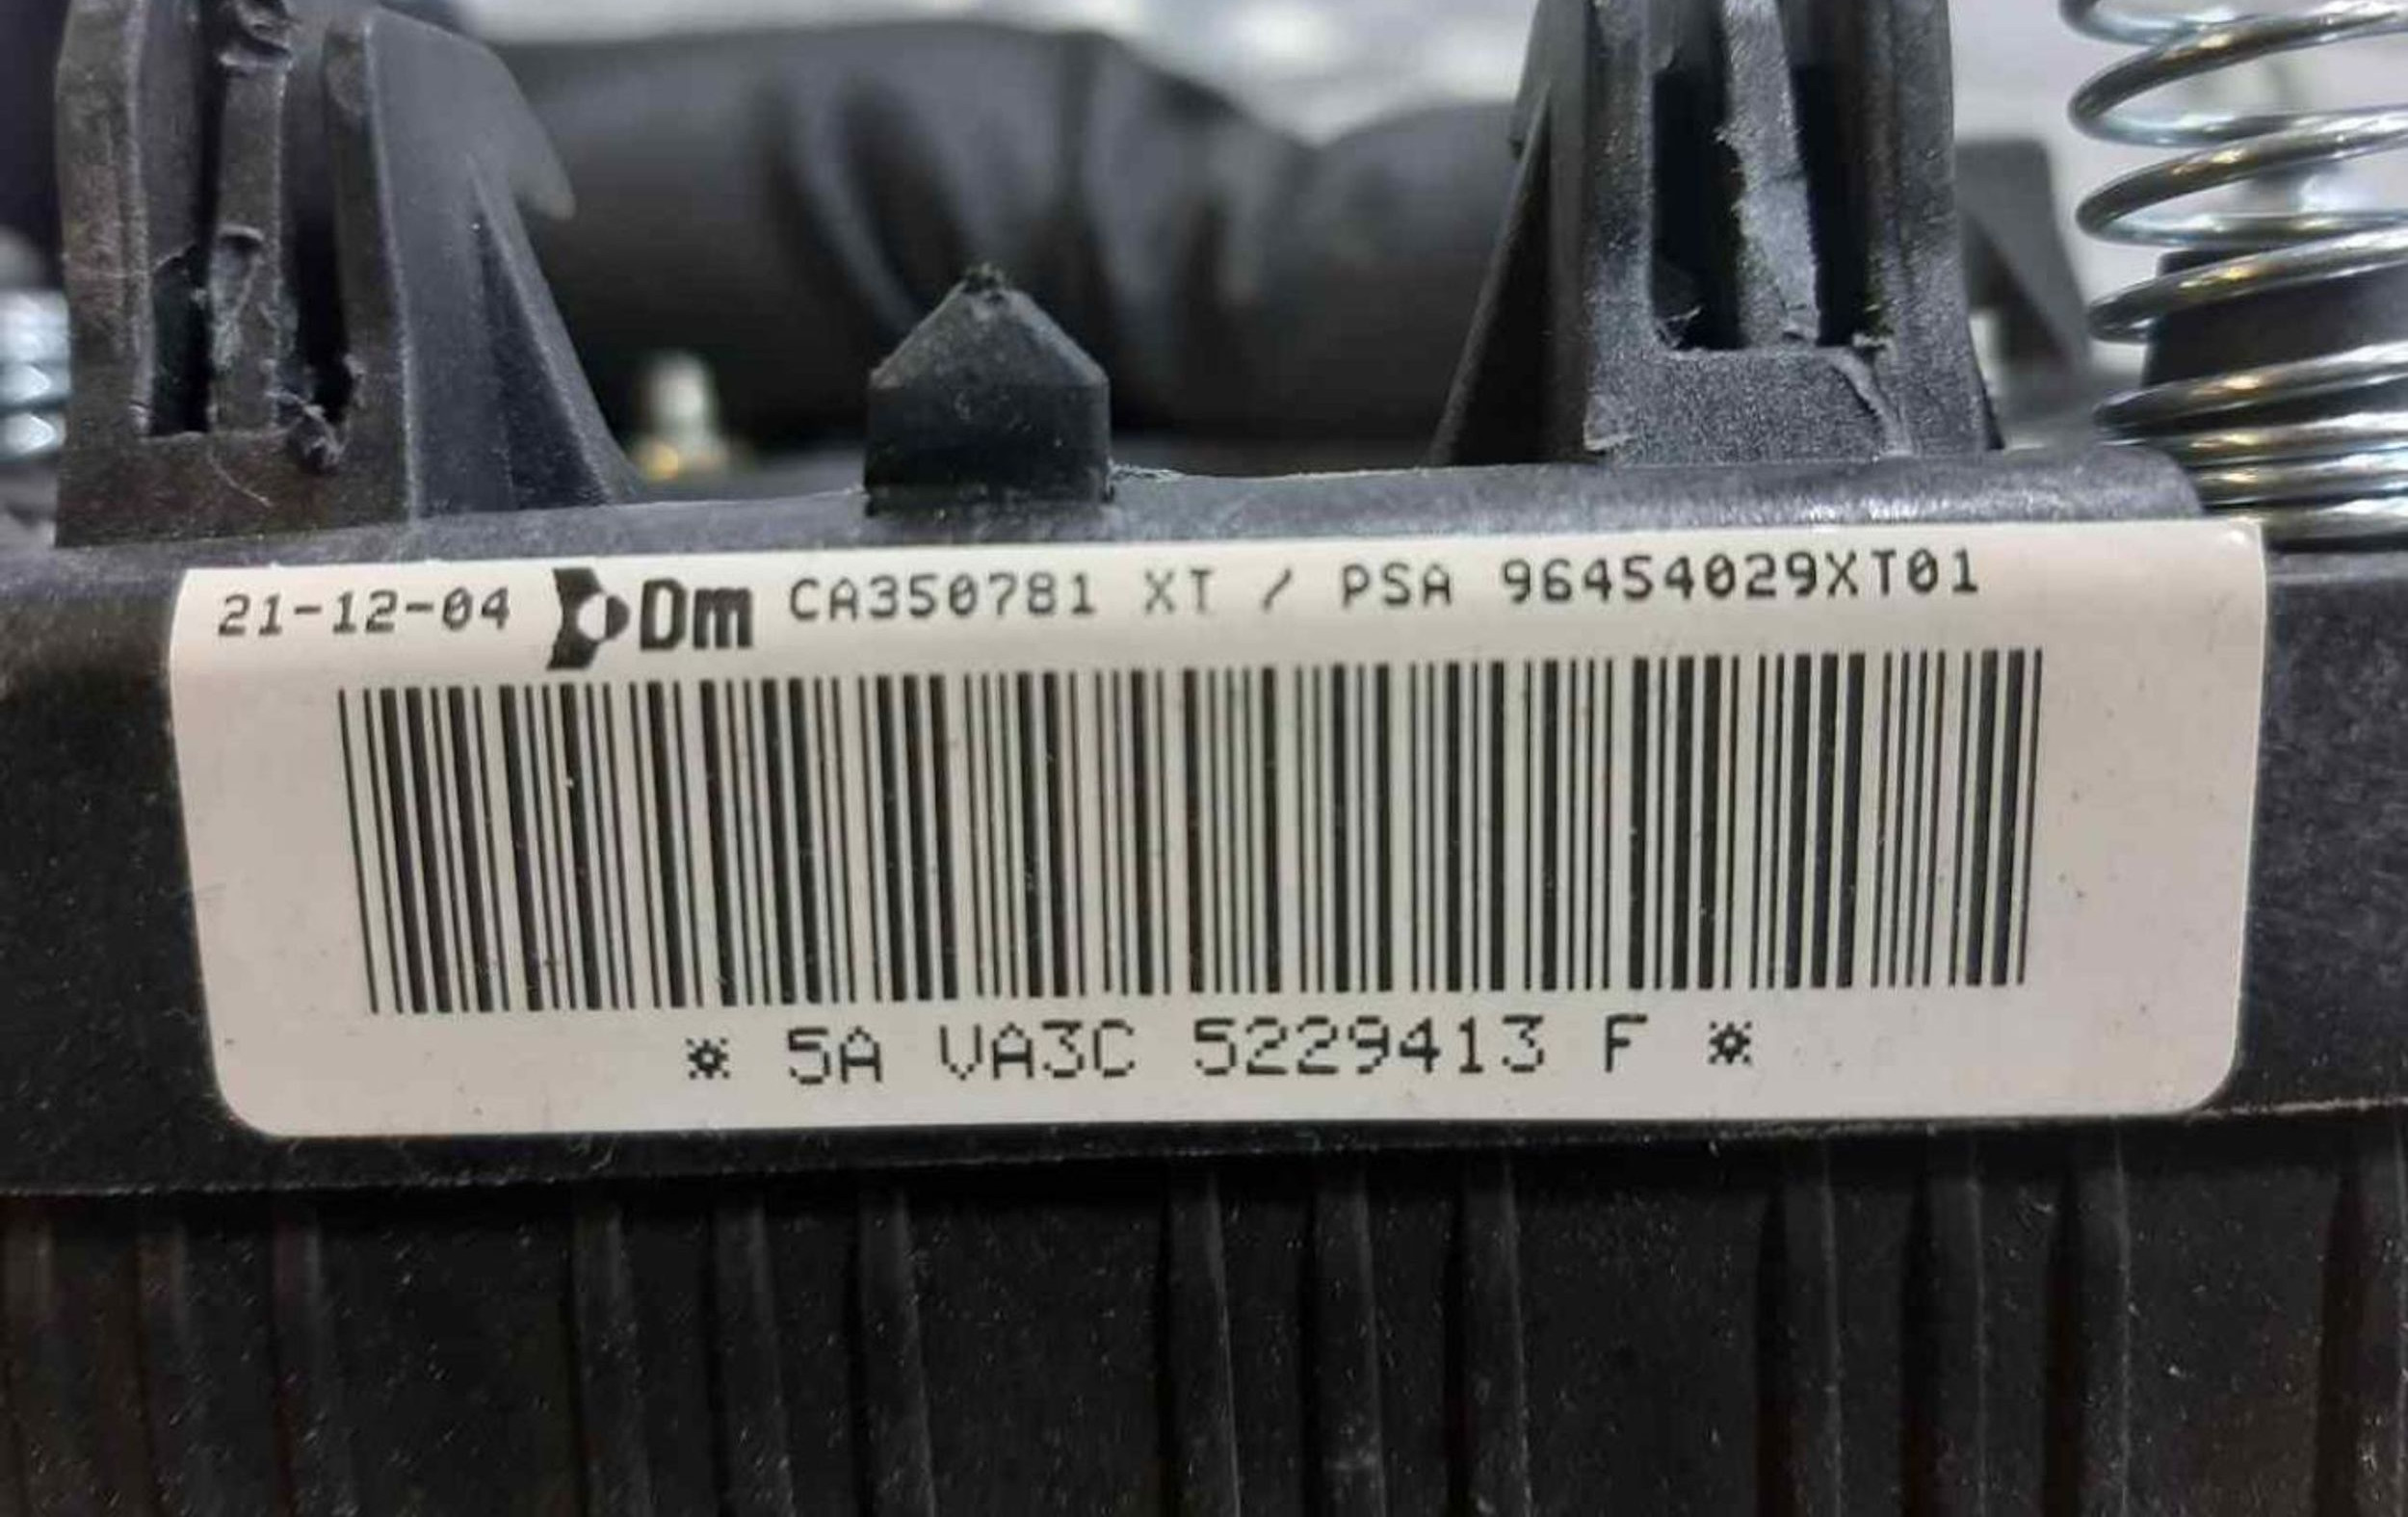 21-12-04 Dm CA350781 XT / PSA 96454029XT01
* 5A VA3C 5229413 F *